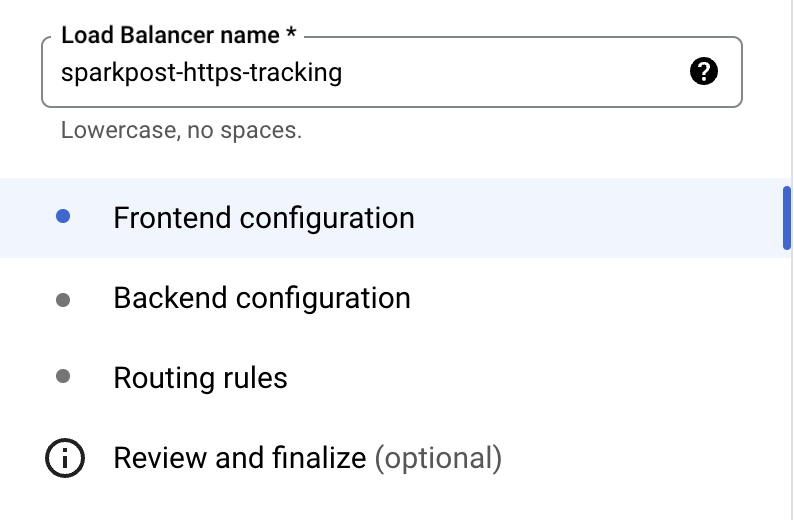 Load Balancer name *
sparkpost-https-tracking
Lowercase, no spaces.
Frontend configuration
Backend configuration
Routing rules
Review and finalize (optional)